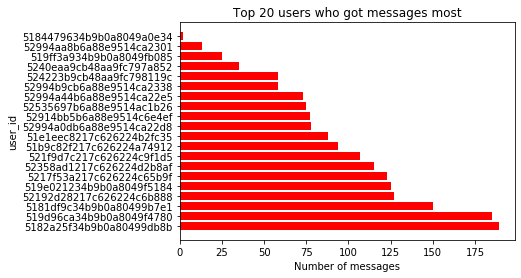 Top 20 users who got messages most
user_id
5184479634b9b0a8049a0e34
52994aa8b6a88e9514ca2301
519ff3a934b9b0a8049fb085
5240eaa9cb48aa9fc797a852
524223b9cb48aa9fc798119c
52994b9cb6a88e9514ca2338
52994a44b6a88e9514ca22e5
52535697b6a88e9514ac1b26
52914bb5b6a88e9514c6e4ef
52994a0db6a88e9514ca22d8
51e1eec8217c626224b2fc35
51b9c82f217c626224a74912
521f9d7c217c626224c9f1d5
52358ad1217c626224d2b8af
5217f53a217c626224c65b9f
519e021234b9b0a8049f5184
52192d28217c626224c6b888
5181df9c34b9b0a80499b7e1
519d96ca34b9b0a8049f4780
5182a25f34b9b0a80499db8b
0 25 50 75 100 125 150 175
Number of messages